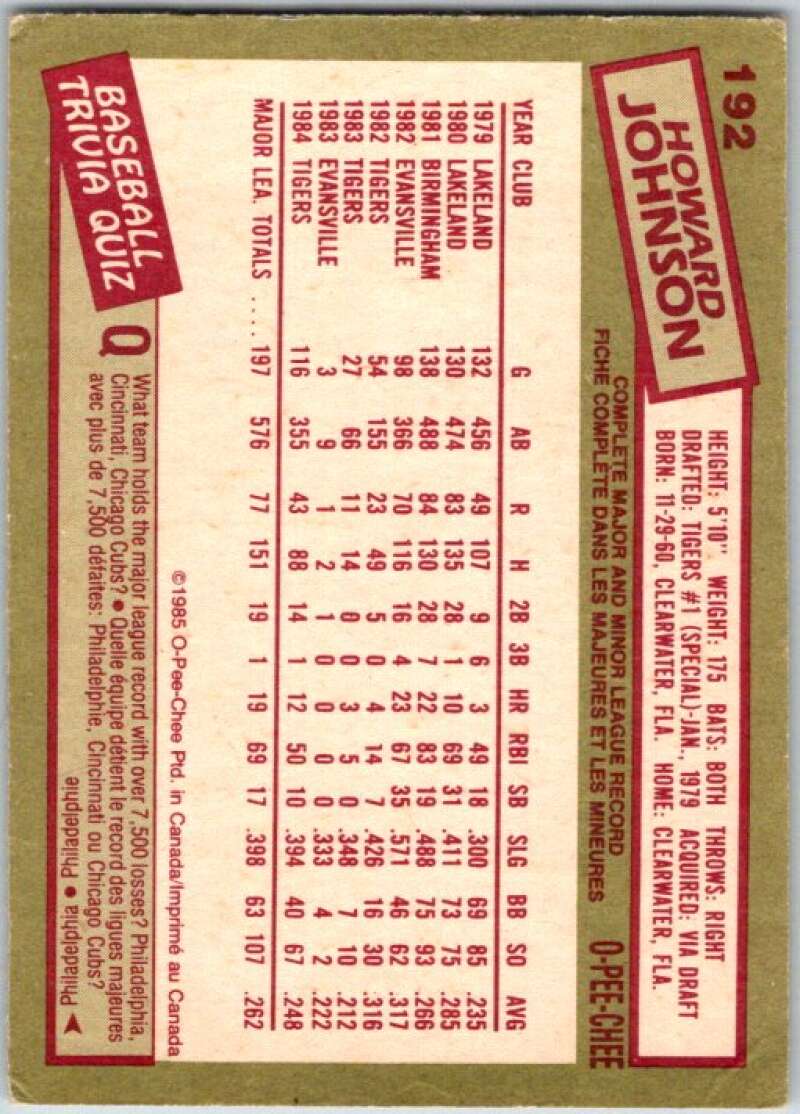 192
HOWARD
JOHNSON
HEIGHT: 5'10" WEIGHT: 175 BATS: BOTH THROWS: RIGHT
DRAFTED: TIGERS #1 (SPECIAL)-JAN., 1979 ACQUIRED: VIA DRAFT
BORN: 11-29-60, CLEARWATER, FLA. HOME: CLEARWATER, FLA.
COMPLETE MAJOR AND MINOR LEAGUE RECORD
FICHE COMPLÈTE DANS LES MAJEURES ET LES MINEURES
O-PEE-CHEE
YEAR CLUB G AB R H 2B 3B HR RBI SB SLG BB SO AVG
1979 LAKELAND 132 456 49 107 9 6 3 49 18 .300 69 85 .235
1980 LAKELAND 130 474 83 135 28 1 10 69 31 .411 73 75 .285
1981 BIRMINGHAM 138 488 84 130 28 7 22 83 19 .488 75 93 .266
1982 EVANSVILLE 98 366 70 116 16 4 23 67 35 .571 46 62 .317
1982 TIGERS 54 155 23 49 5 0 4 14 7 .426 16 30 .316
1983 TIGERS 27 66 11 14 0 0 3 5 0 .348 7 10 .212
1983 EVANSVILLE 3 9 1 2 1 0 0 0 0 .333 4 2 .222
1984 TIGERS 116 355 43 88 14 1 12 50 10 .394 40 67 .248
MAJOR LEA. TOTALS .... 197 576 77 151 19 1 19 69 17 .398 63 107 .262
©1985 O-Pee-Chee Ptd. in Canada/Imprimé au Canada
BASEBALL
TRIVIA QUIZ
Q
What team holds the major league record with over 7,500 losses? Philadelphia,
Cincinnati, Chicago Cubs? • Quelle équipe détient le record des ligues majeures
avec plus de 7,500 défaites: Philadelphie, Cincinnati ou Chicago Cubs?
Philadelphia • Philadelphie